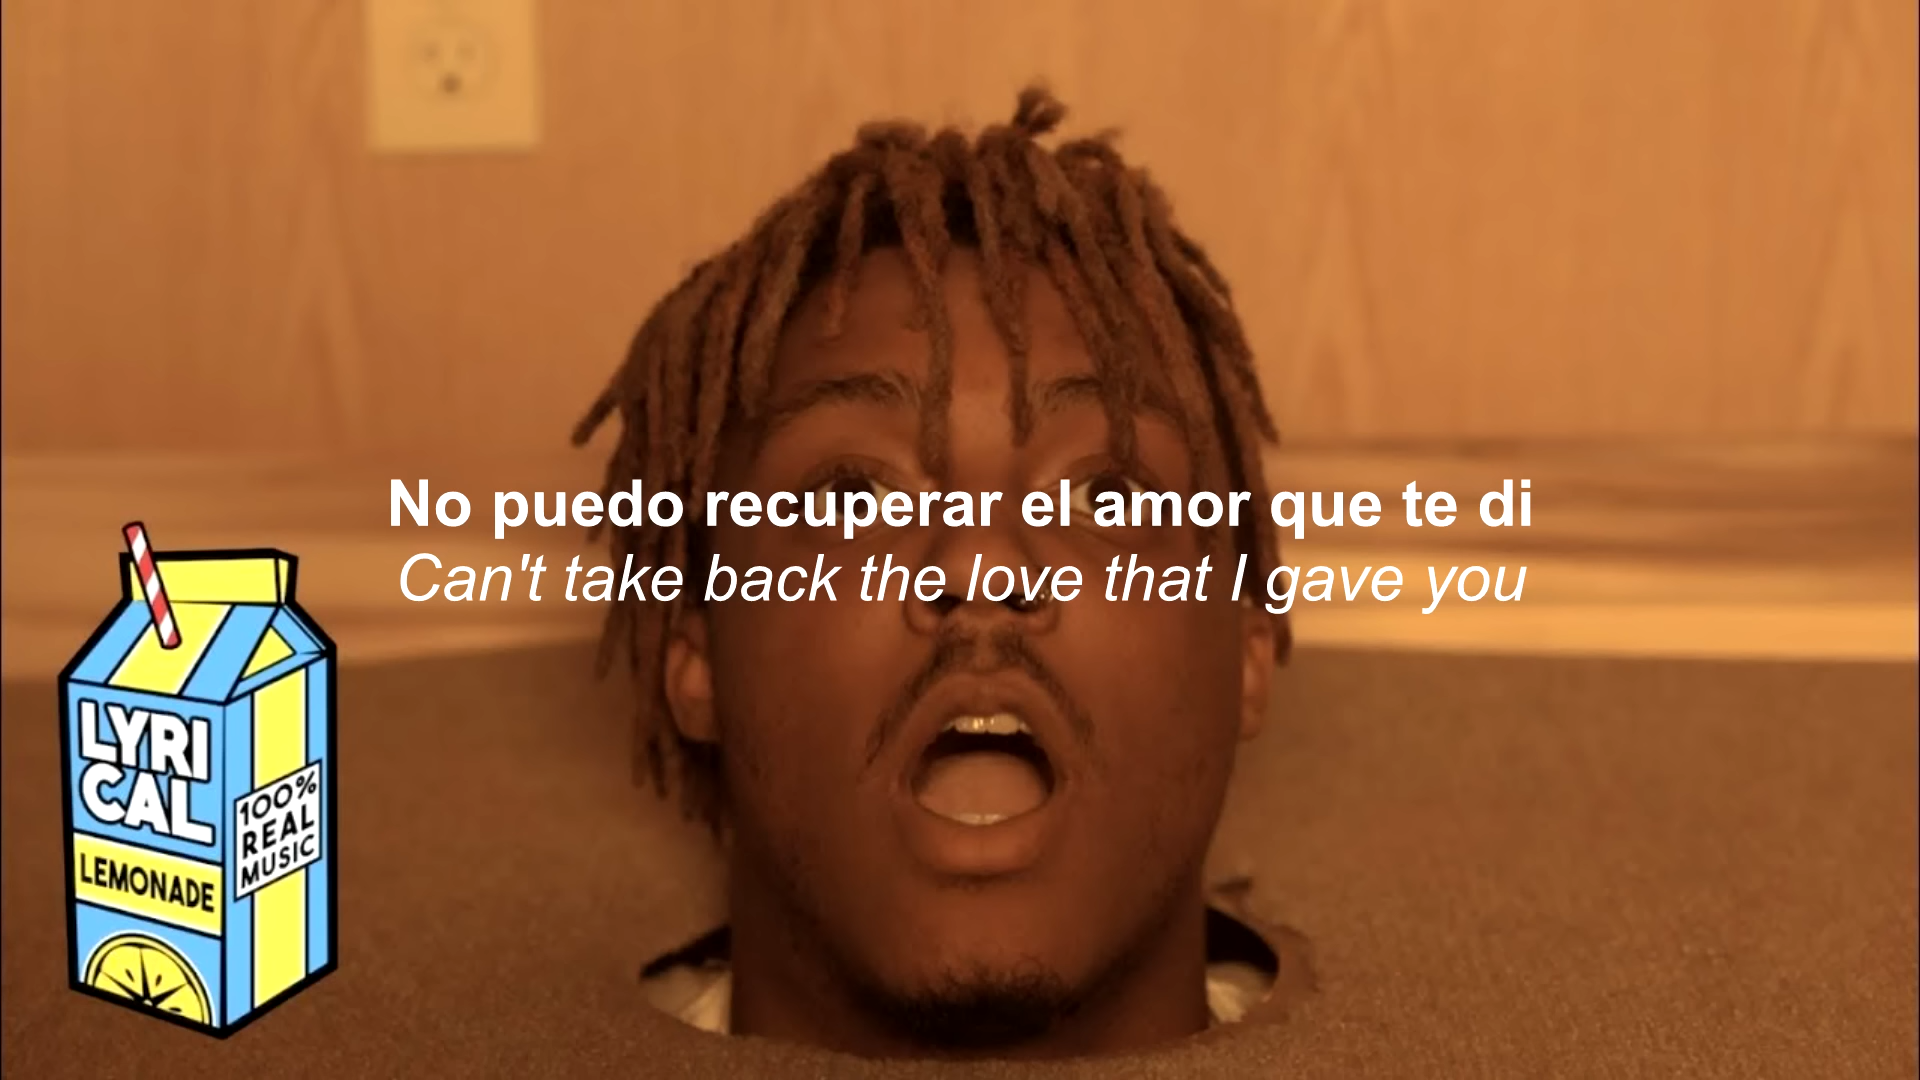 No puedo recuperar el amor que te di
Can't take back the love that I gave you
LYRI
CAL
LEMONADE
100%
REAL
MUSIC